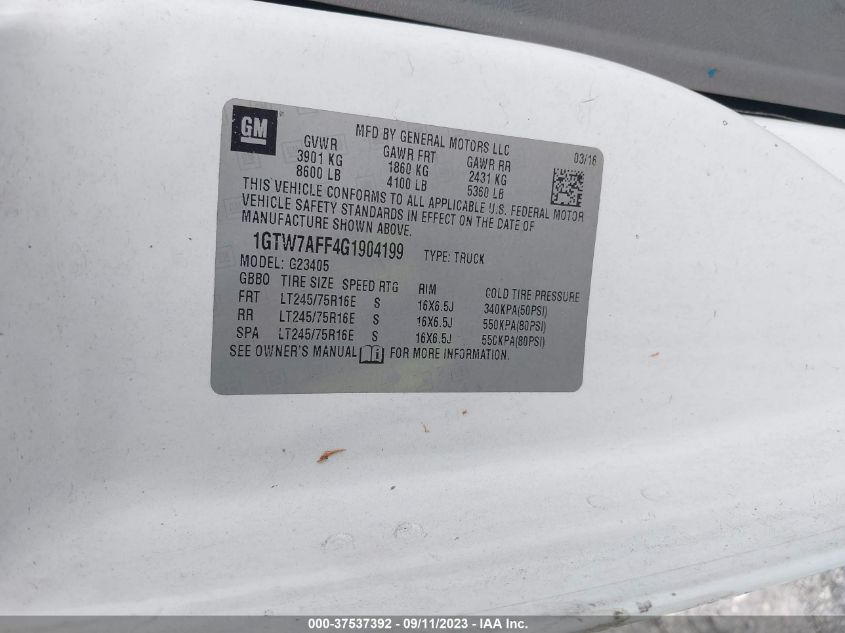 GM
MFD BY GENERAL MOTORS LLC
03/16
GVWR GAWR FRT GAWR RR
3901 KG 1860 KG 2431 KG
8600 LB 4100 LB 5360 LB
THIS VEHICLE CONFORMS TO ALL APPLICABLE U.S. FEDERAL MOTOR
VEHICLE SAFETY STANDARDS IN EFFECT ON THE DATE OF
MANUFACTURE SHOWN ABOVE.
1GTW7AFF4G1904199 TYPE: TRUCK
MODEL: G23405
GBBO TIRE SIZE SPEED RTG RIM COLD TIRE PRESSURE
FRT LT245/75R16E S 16X6.5J 340KPA(50PSI)
RR LT245/75R16E S 16X6.5J 550KPA(80PSI)
SPA LT245/75R16E S 16X6.5J 550KPA(80PSI)
SEE OWNER'S MANUAL FOR MORE INFORMATION.
000-37537392 - 09/11/2023 - IAA Inc.